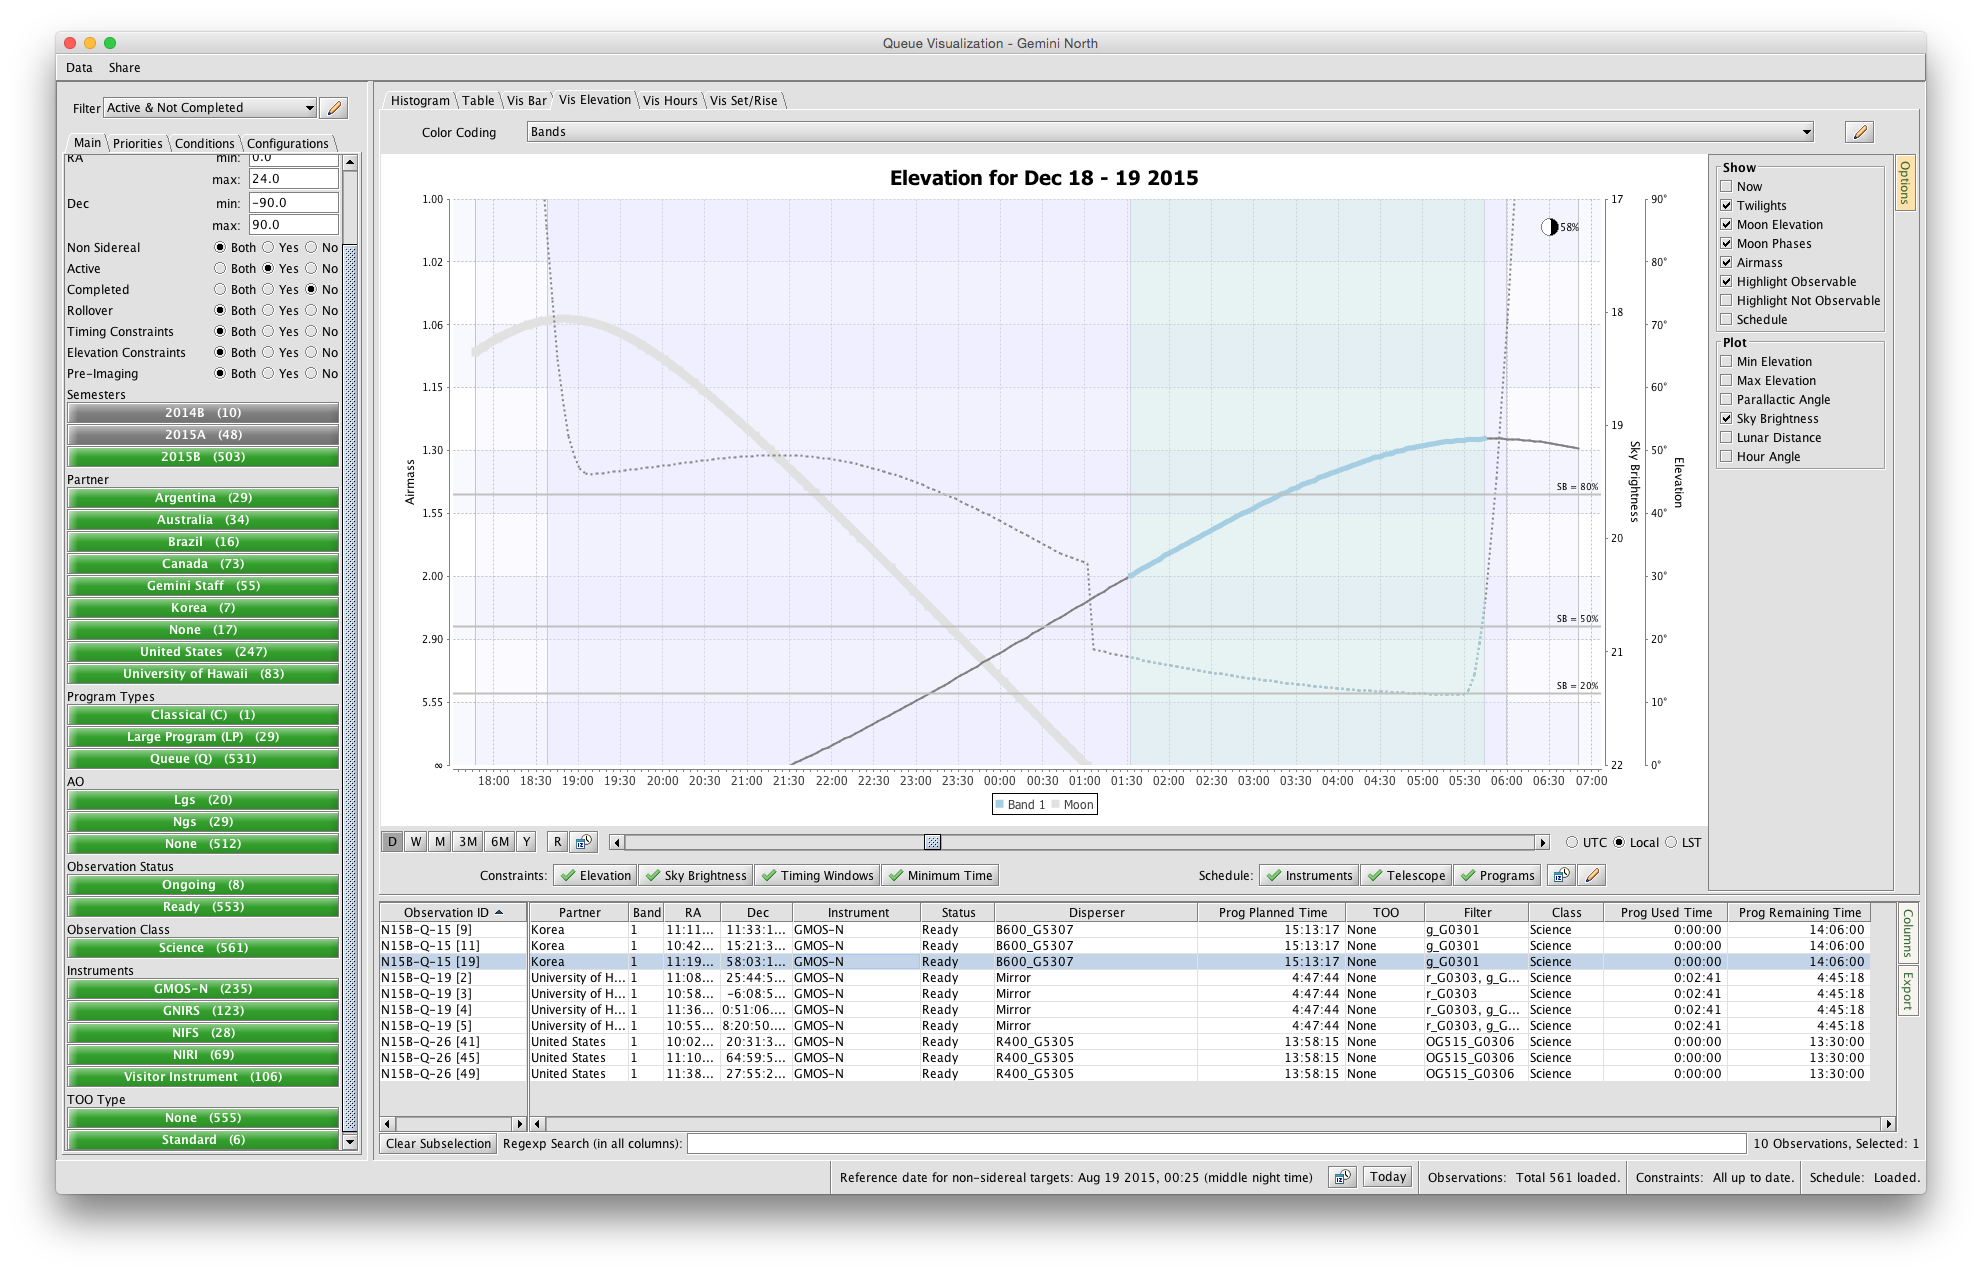 Queue Visualization - Gemini North
Data Share
Filter Active & Not Completed
Main Priorities Conditions Configurations
RA min: 0.0
max: 24.0
Dec min: -90.0
max: 90.0
Non Sidereal Both Yes No
Active Both Yes No
Completed Both Yes No
Rollover Both Yes No
Timing Constraints Both Yes No
Elevation Constraints Both Yes No
Pre-Imaging Both Yes No
Semesters
2014B (10)
2015A (48)
2015B (503)
Partner
Argentina (29)
Australia (34)
Brazil (16)
Canada (73)
Gemini Staff (55)
Korea (7)
None (17)
United States (247)
University of Hawaii (83)
Program Types
Classical (C) (1)
Large Program (LP) (29)
Queue (Q) (531)
AO
Lgs (20)
Ngs (29)
None (512)
Observation Status
Ongoing (8)
Ready (553)
Observation Class
Science (561)
Instruments
GMOS-N (235)
GNIRS (123)
NIFS (28)
NIRI (69)
Visitor Instrument (106)
TOO Type
None (555)
Standard (6)
Histogram Table Vis Bar Vis Elevation Vis Hours Vis Set/Rise
Color Coding Bands
Elevation for Dec 18 - 19 2015
Airmass
1.00
1.02
1.06
1.15
1.30
1.55
2.00
2.90
5.55
∞
58%
SB = 80%
SB = 50%
SB = 20%
17
18
19
20
21
22
Sky Brightness
90°
80°
70°
60°
50°
40°
30°
20°
10°
0°
Elevation
18:00 18:30 19:00 19:30 20:00 20:30 21:00 21:30 22:00 22:30 23:00 23:30 00:00 00:30 01:00 01:30 02:00 02:30 03:00 03:30 04:00 04:30 05:00 05:30 06:00 06:30 07:00
Band 1 Moon
Options
Show
Now
Twilights
Moon Elevation
Moon Phases
Airmass
Highlight Observable
Highlight Not Observable
Schedule
Plot
Min Elevation
Max Elevation
Parallactic Angle
Sky Brightness
Lunar Distance
Hour Angle
D W M 3M 6M Y R UTC Local LST
Constraints: Elevation Sky Brightness Timing Windows Minimum Time Schedule: Instruments Telescope Programs
Observation ID Partner Band RA Dec Instrument Status Disperser Prog Planned Time TOO Filter Class Prog Used Time Prog Remaining Time
N15B-Q-15 [9] Korea 1 11:11... 11:33:1... GMOS-N Ready B600_G5307 15:13:17 None g_G0301 Science 0:00:00 14:06:00
N15B-Q-15 [11] Korea 1 10:42... 15:21:3... GMOS-N Ready B600_G5307 15:13:17 None g_G0301 Science 0:00:00 14:06:00
N15B-Q-15 [19] Korea 1 11:19... 58:03:1... GMOS-N Ready B600_G5307 15:13:17 None g_G0301 Science 0:00:00 14:06:00
N15B-Q-19 [2] University of H... 1 11:08... 25:44:5... GMOS-N Ready Mirror 4:47:44 None r_G0303, g_G... Science 0:02:41 4:45:18
N15B-Q-19 [3] University of H... 1 10:58... -6:08:5... GMOS-N Ready Mirror 4:47:44 None r_G0303 Science 0:02:41 4:45:18
N15B-Q-19 [4] University of H... 1 11:36... 0:51:06.... GMOS-N Ready Mirror 4:47:44 None r_G0303, g_G... Science 0:02:41 4:45:18
N15B-Q-19 [5] University of H... 1 10:55... 8:20:50.... GMOS-N Ready Mirror 4:47:44 None r_G0303, g_G... Science 0:02:41 4:45:18
N15B-Q-26 [41] United States 1 10:02... 20:31:3... GMOS-N Ready R400_G5305 13:58:15 None OG515_G0306 Science 0:00:00 13:30:00
N15B-Q-26 [45] United States 1 11:10... 64:59:5... GMOS-N Ready R400_G5305 13:58:15 None OG515_G0306 Science 0:00:00 13:30:00
N15B-Q-26 [49] United States 1 11:38... 27:55:2... GMOS-N Ready R400_G5305 13:58:15 None OG515_G0306 Science 0:00:00 13:30:00
Columns
Export
Clear Subselection Regexp Search (in all columns): 10 Observations, Selected: 1
Reference date for non-sidereal targets: Aug 19 2015, 00:25 (middle night time) Today Observations: Total 561 loaded. Constraints: All up to date. Schedule: Loaded.